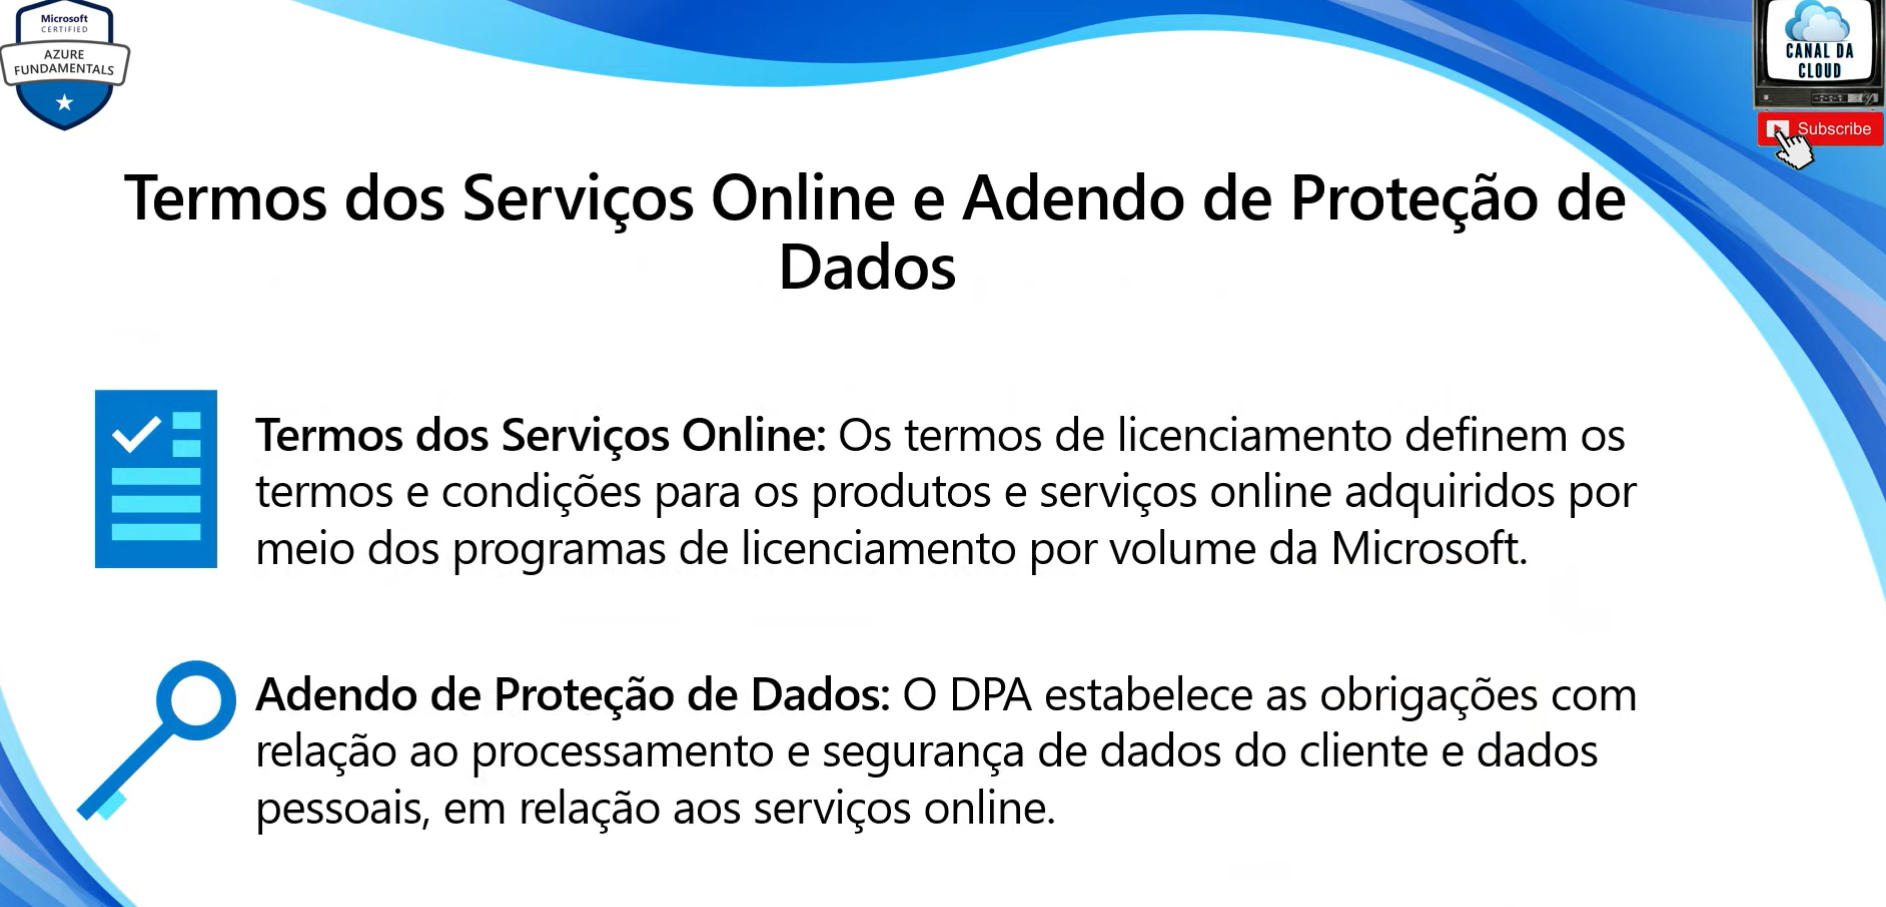 Microsoft
CERTIFIED
AZURE
FUNDAMENTALS
CANAL DA
CLOUD
Subscribe
Termos dos Serviços Online e Adendo de Proteção de
Dados
Termos dos Serviços Online: Os termos de licenciamento definem os
termos e condições para os produtos e serviços online adquiridos por
meio dos programas de licenciamento por volume da Microsoft.
Adendo de Proteção de Dados: O DPA estabelece as obrigações com
relação ao processamento e segurança de dados do cliente e dados
pessoais, em relação aos serviços online.